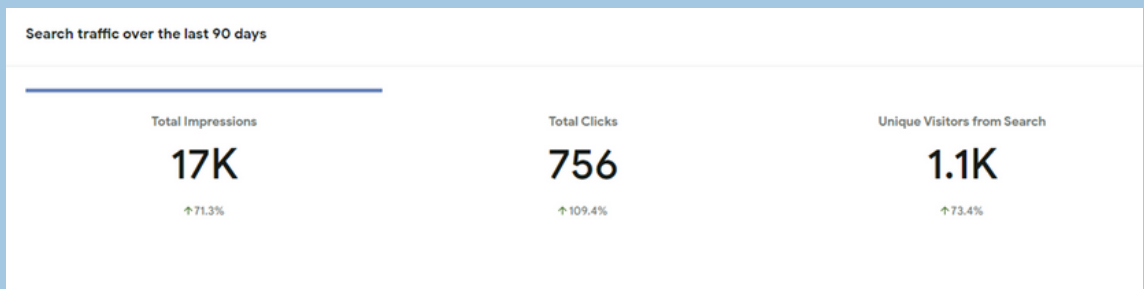 Search traffic over the last 90 days
Total Impressions
17K
↑71.3%
Total Clicks
756
↑109.4%
Unique Visitors from Search
1.1K
↑73.4%